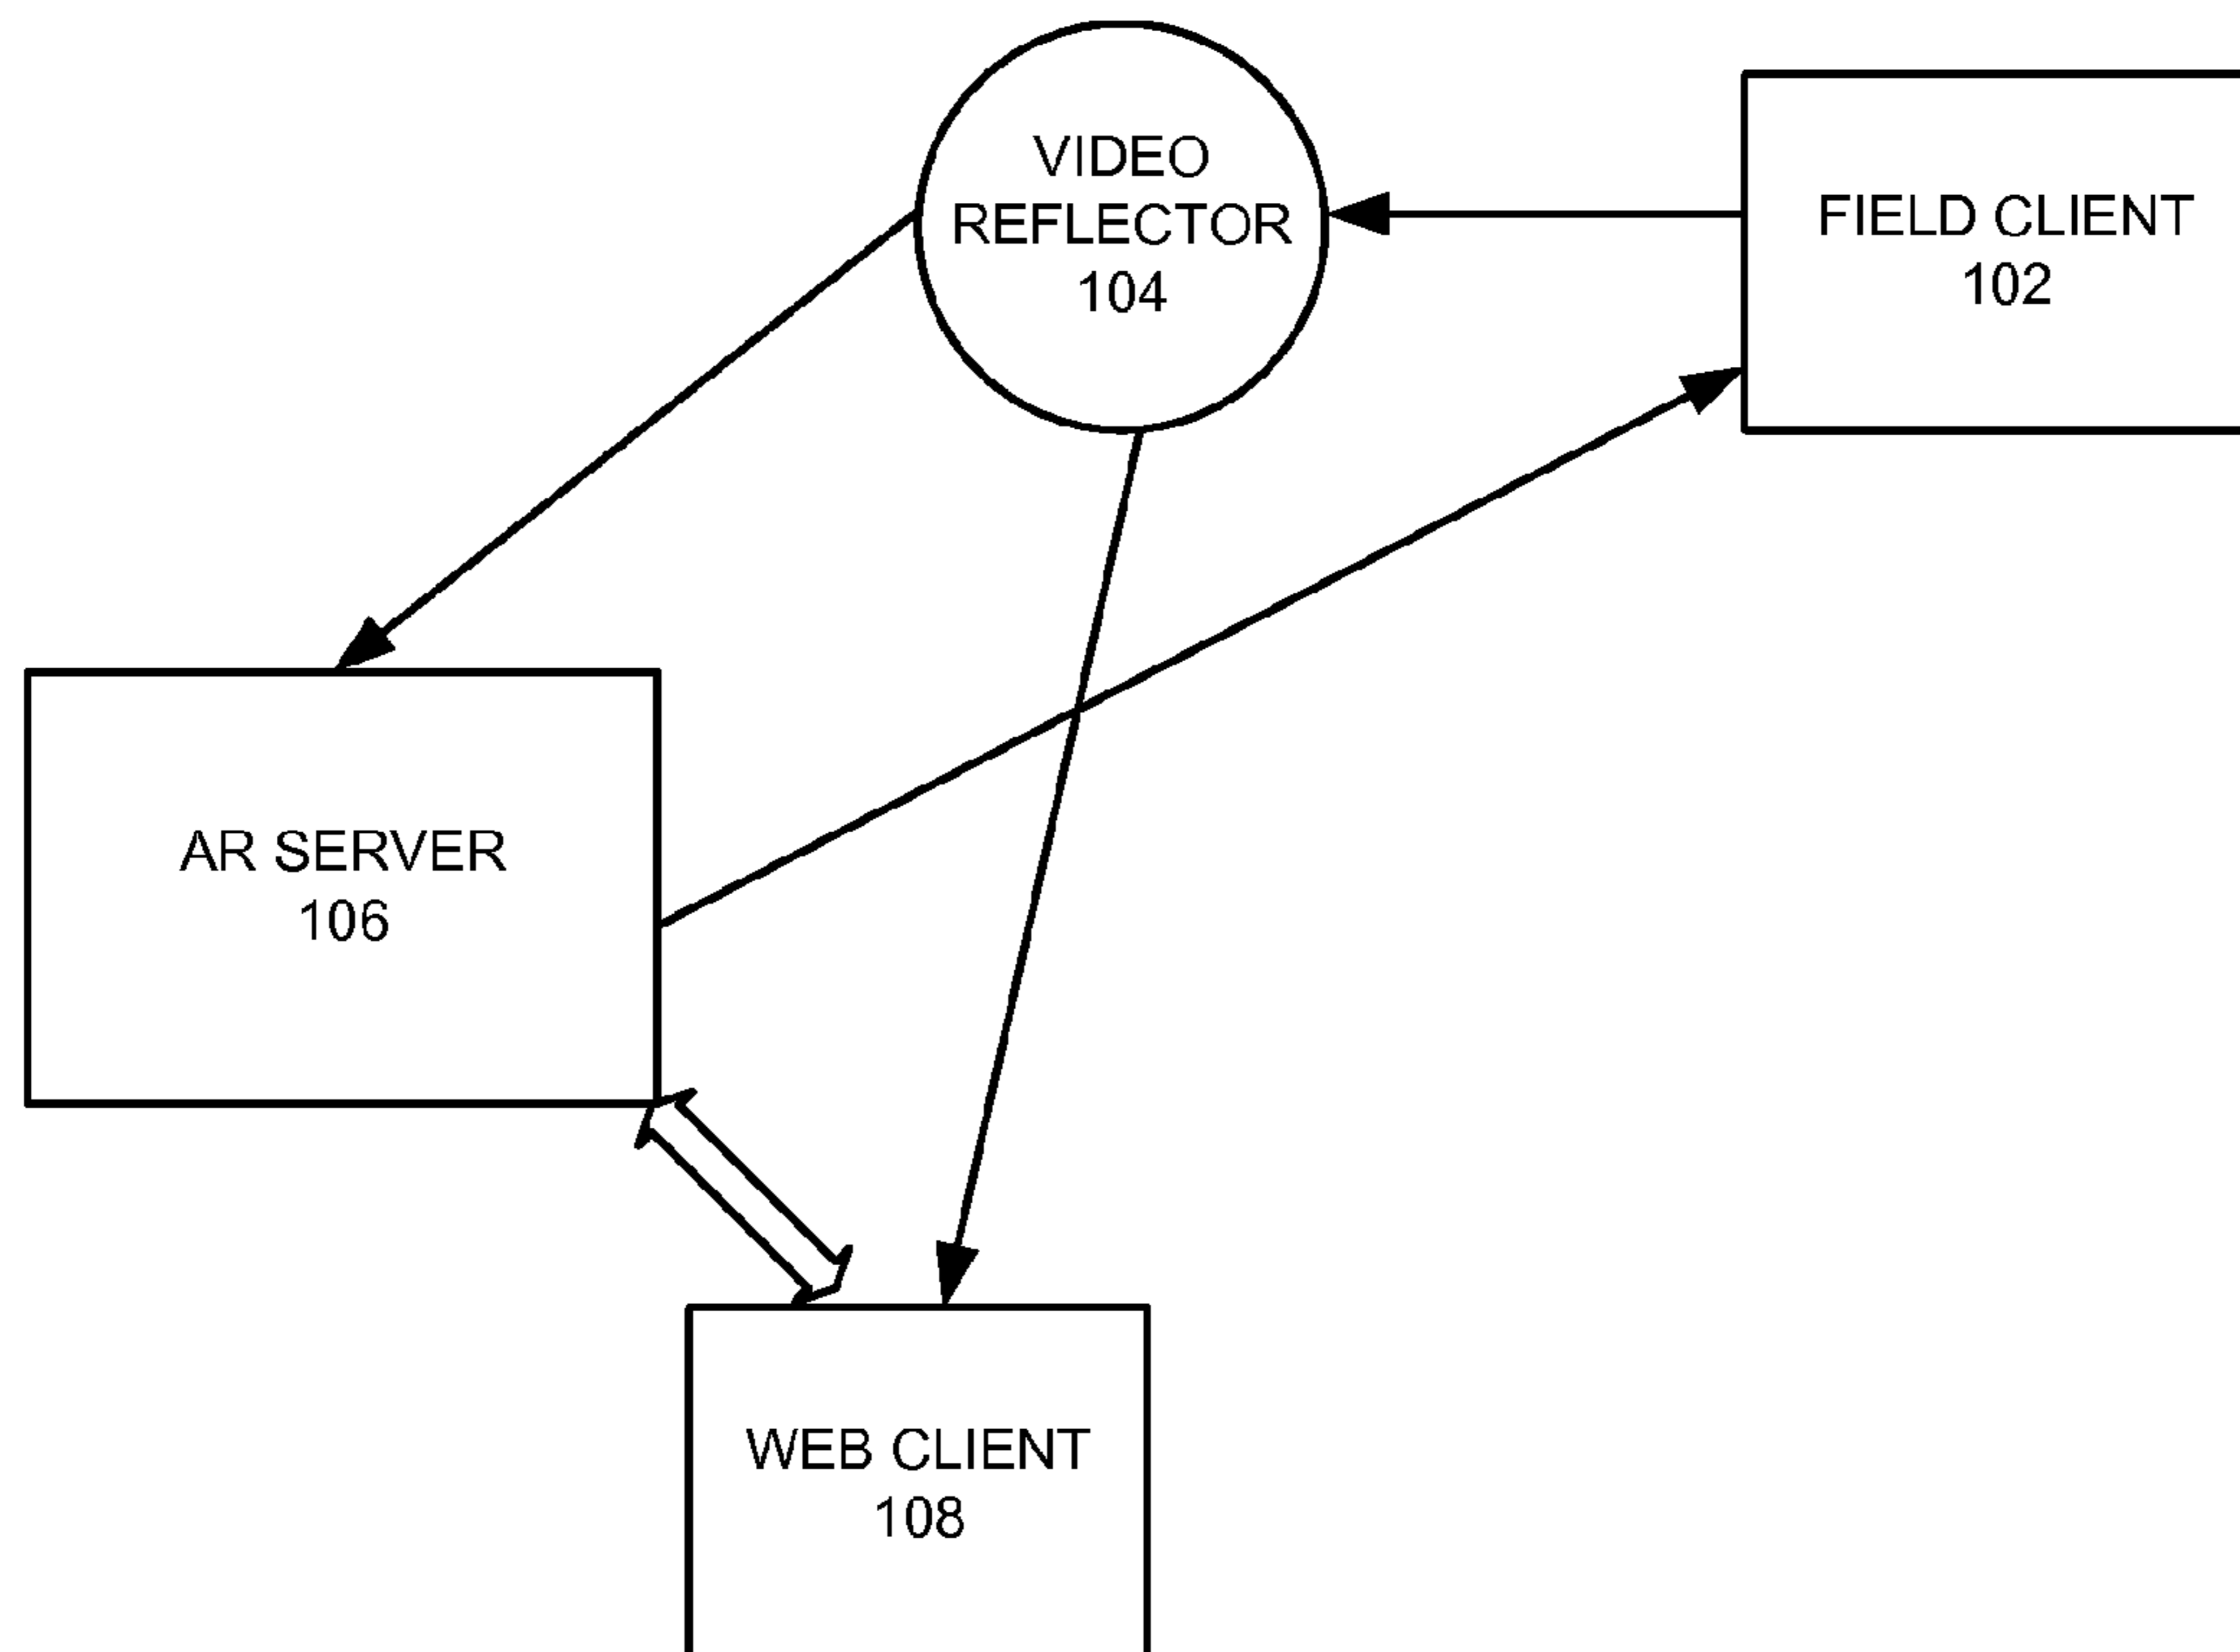 VIDEO
REFLECTOR
104
FIELD CLIENT
102
AR SERVER
106
WEB CLIENT
108